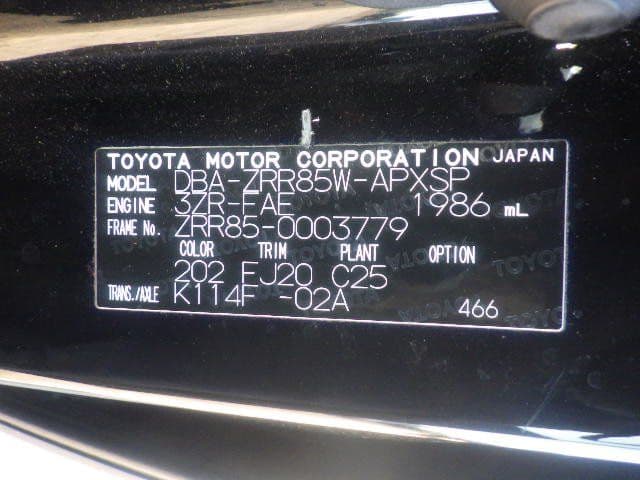 TOYOTA MOTOR CORPORATION JAPAN
MODEL DBA-ZRR85W-APXSP
ENGINE 3ZR-FAE 1986 mL
FRAME No. ZRR85-0003779
COLOR TRIM PLANT OPTION
202 FJ20 C25
TRANS./AXLE K114F -02A 466